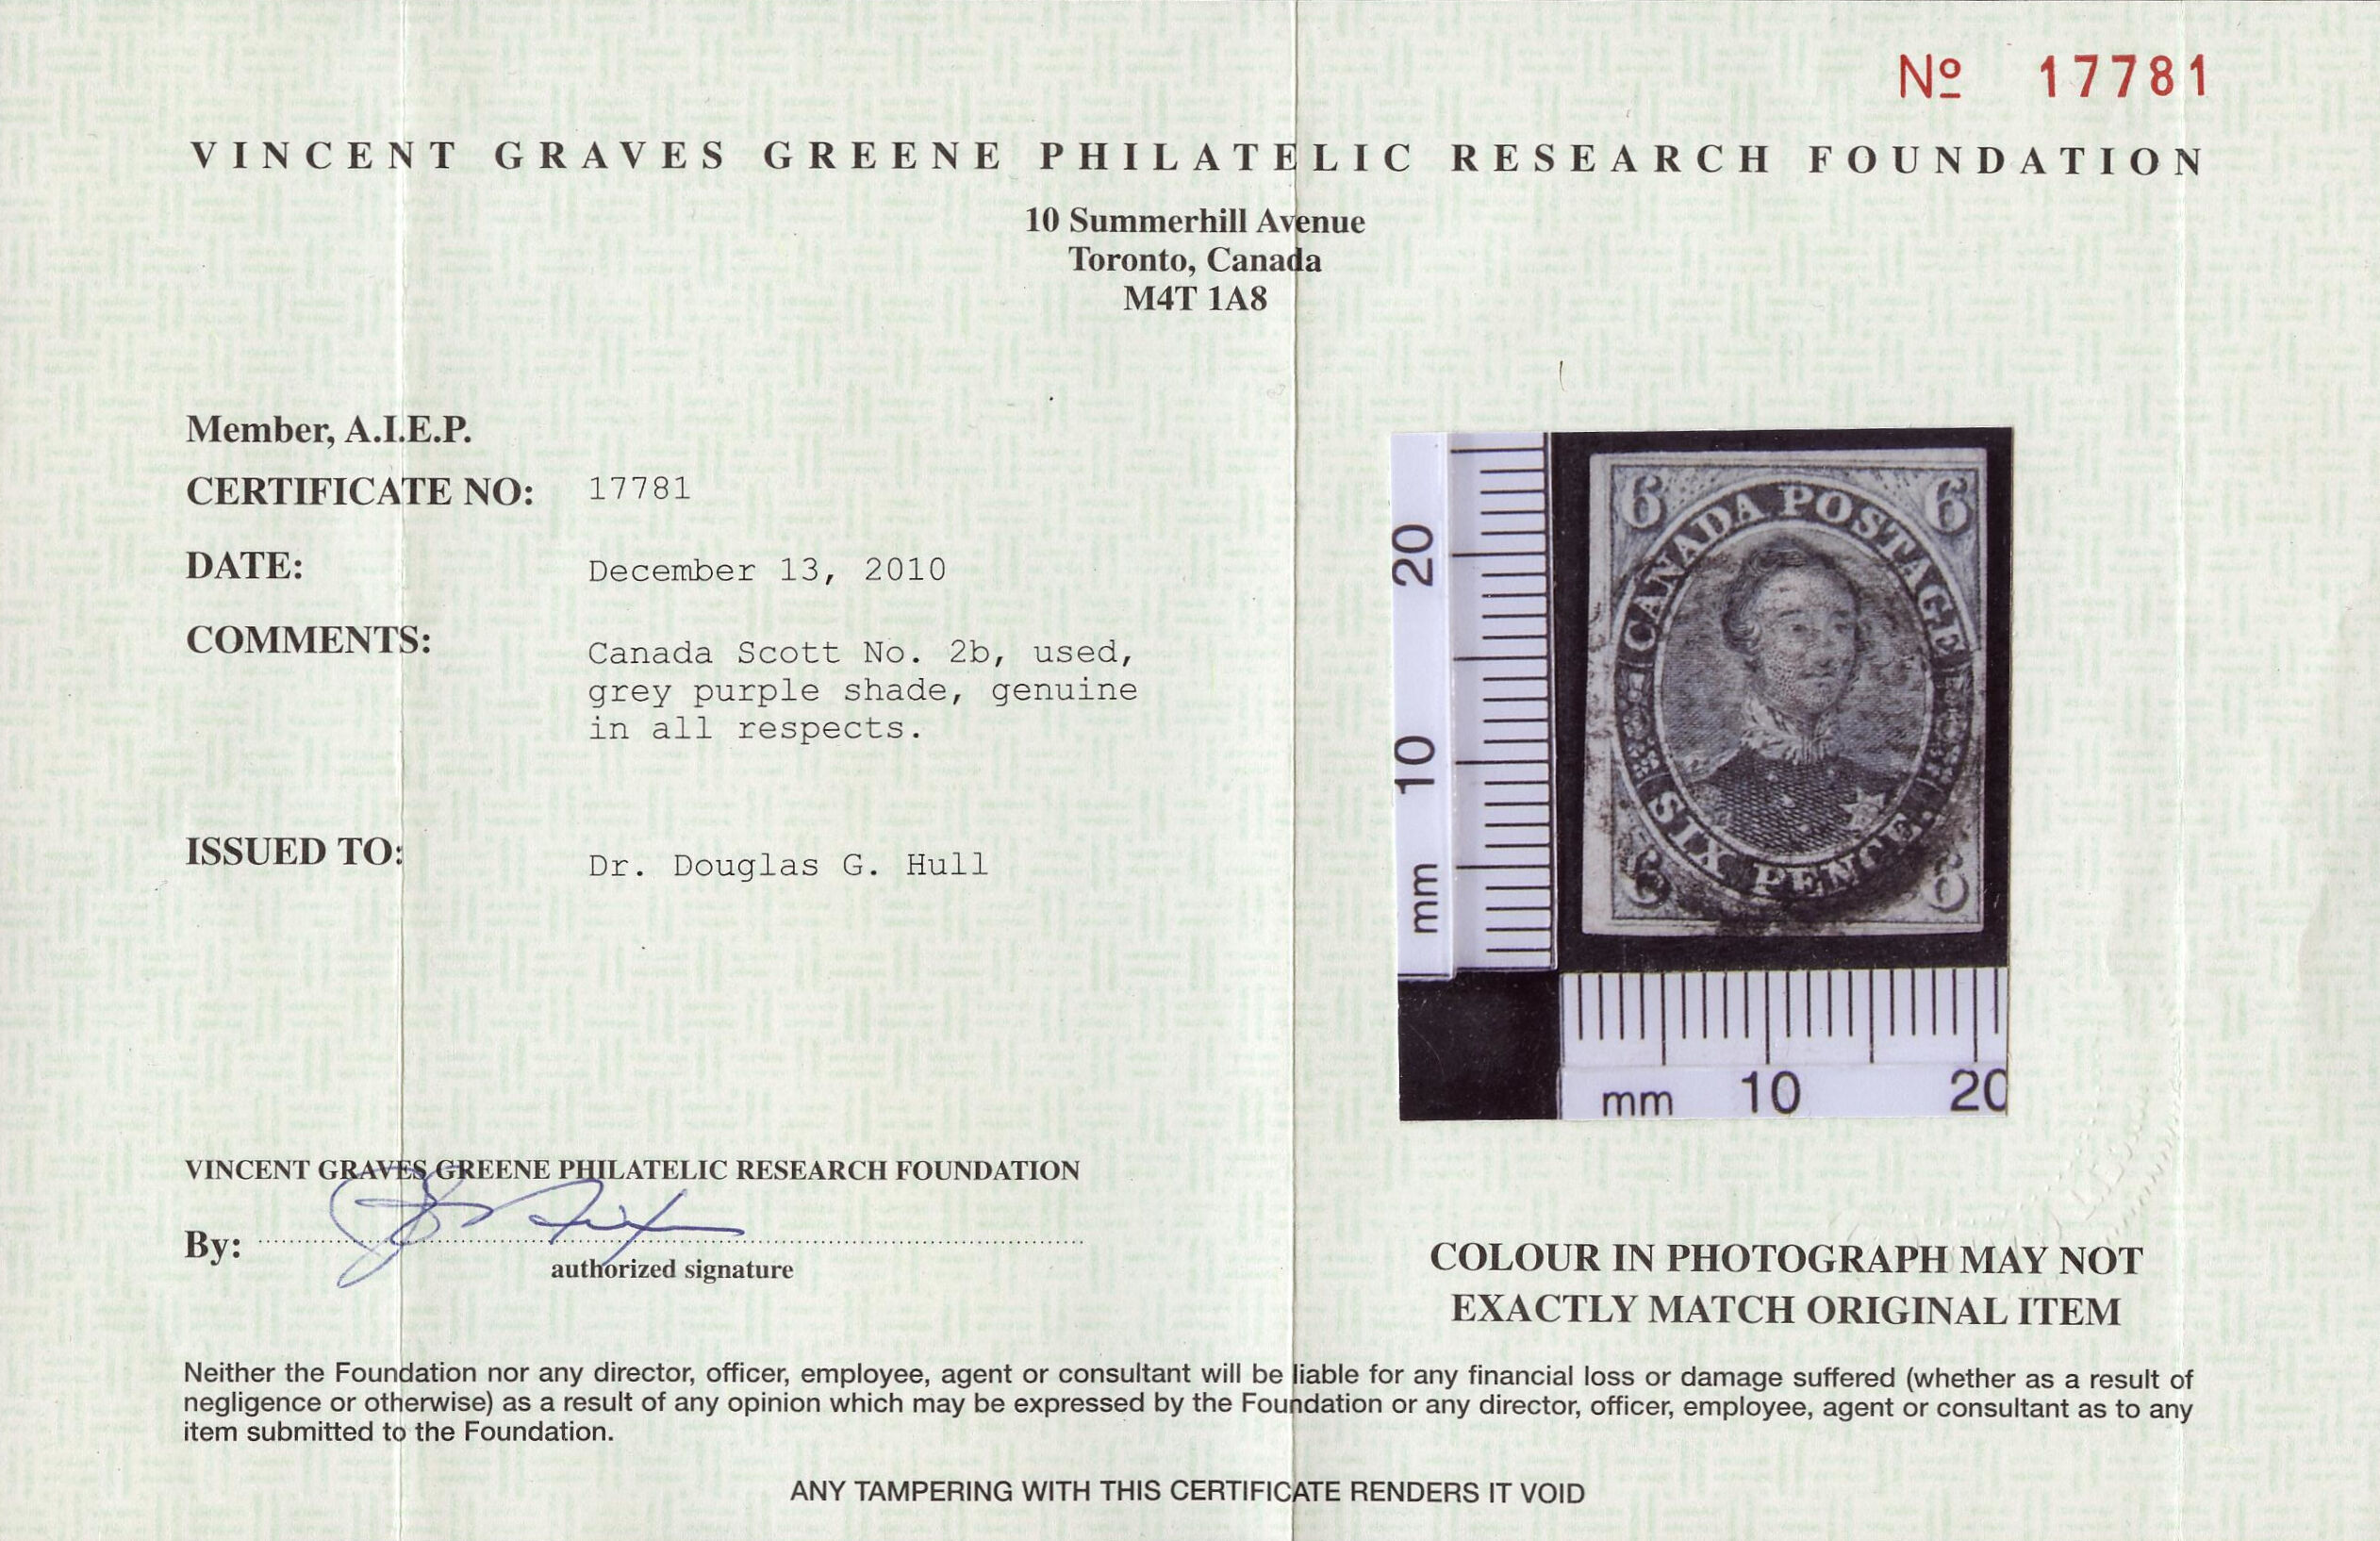 No 17781
VINCENT GRAVES GREENE PHILATELIC RESEARCH FOUNDATION
10 Summerhill Avenue
Toronto, Canada
M4T 1A8
Member, A.I.E.P.
CERTIFICATE NO: 17781
DATE: December 13, 2010
COMMENTS: Canada Scott No. 2b, used,
grey purple shade, genuine
in all respects.
ISSUED TO: Dr. Douglas G. Hull
20
10
mm
6 6
CANADA POSTAGE
SIX PENCE.
6 6
mm 10 20
VINCENT GRAVES GREENE PHILATELIC RESEARCH FOUNDATION
By:
authorized signature
COLOUR IN PHOTOGRAPH MAY NOT
EXACTLY MATCH ORIGINAL ITEM
Neither the Foundation nor any director, officer, employee, agent or consultant will be liable for any financial loss or damage suffered (whether as a result of
negligence or otherwise) as a result of any opinion which may be expressed by the Foundation or any director, officer, employee, agent or consultant as to any
item submitted to the Foundation.
ANY TAMPERING WITH THIS CERTIFICATE RENDERS IT VOID